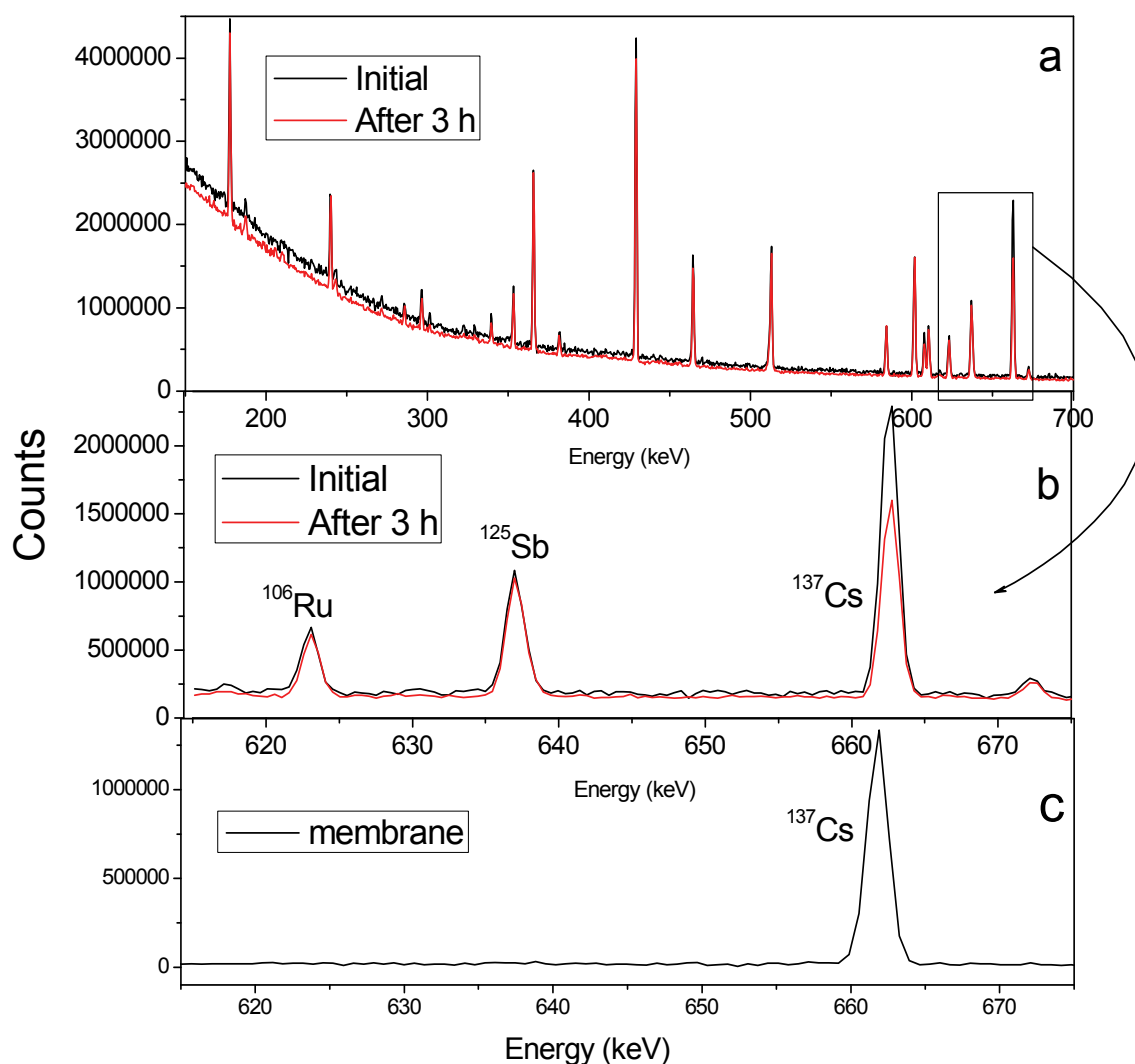 a
Initial
After 3 h
4000000
3000000
2000000
1000000
0
200 300 400 500 600 700
Energy (keV)
Counts
b
Initial
After 3 h
2000000
1500000
1000000
500000
0
106Ru
125Sb
137Cs
620 630 640 650 660 670
Energy (keV)
c
membrane
1000000
500000
0
137Cs
620 630 640 650 660 670
Energy (keV)